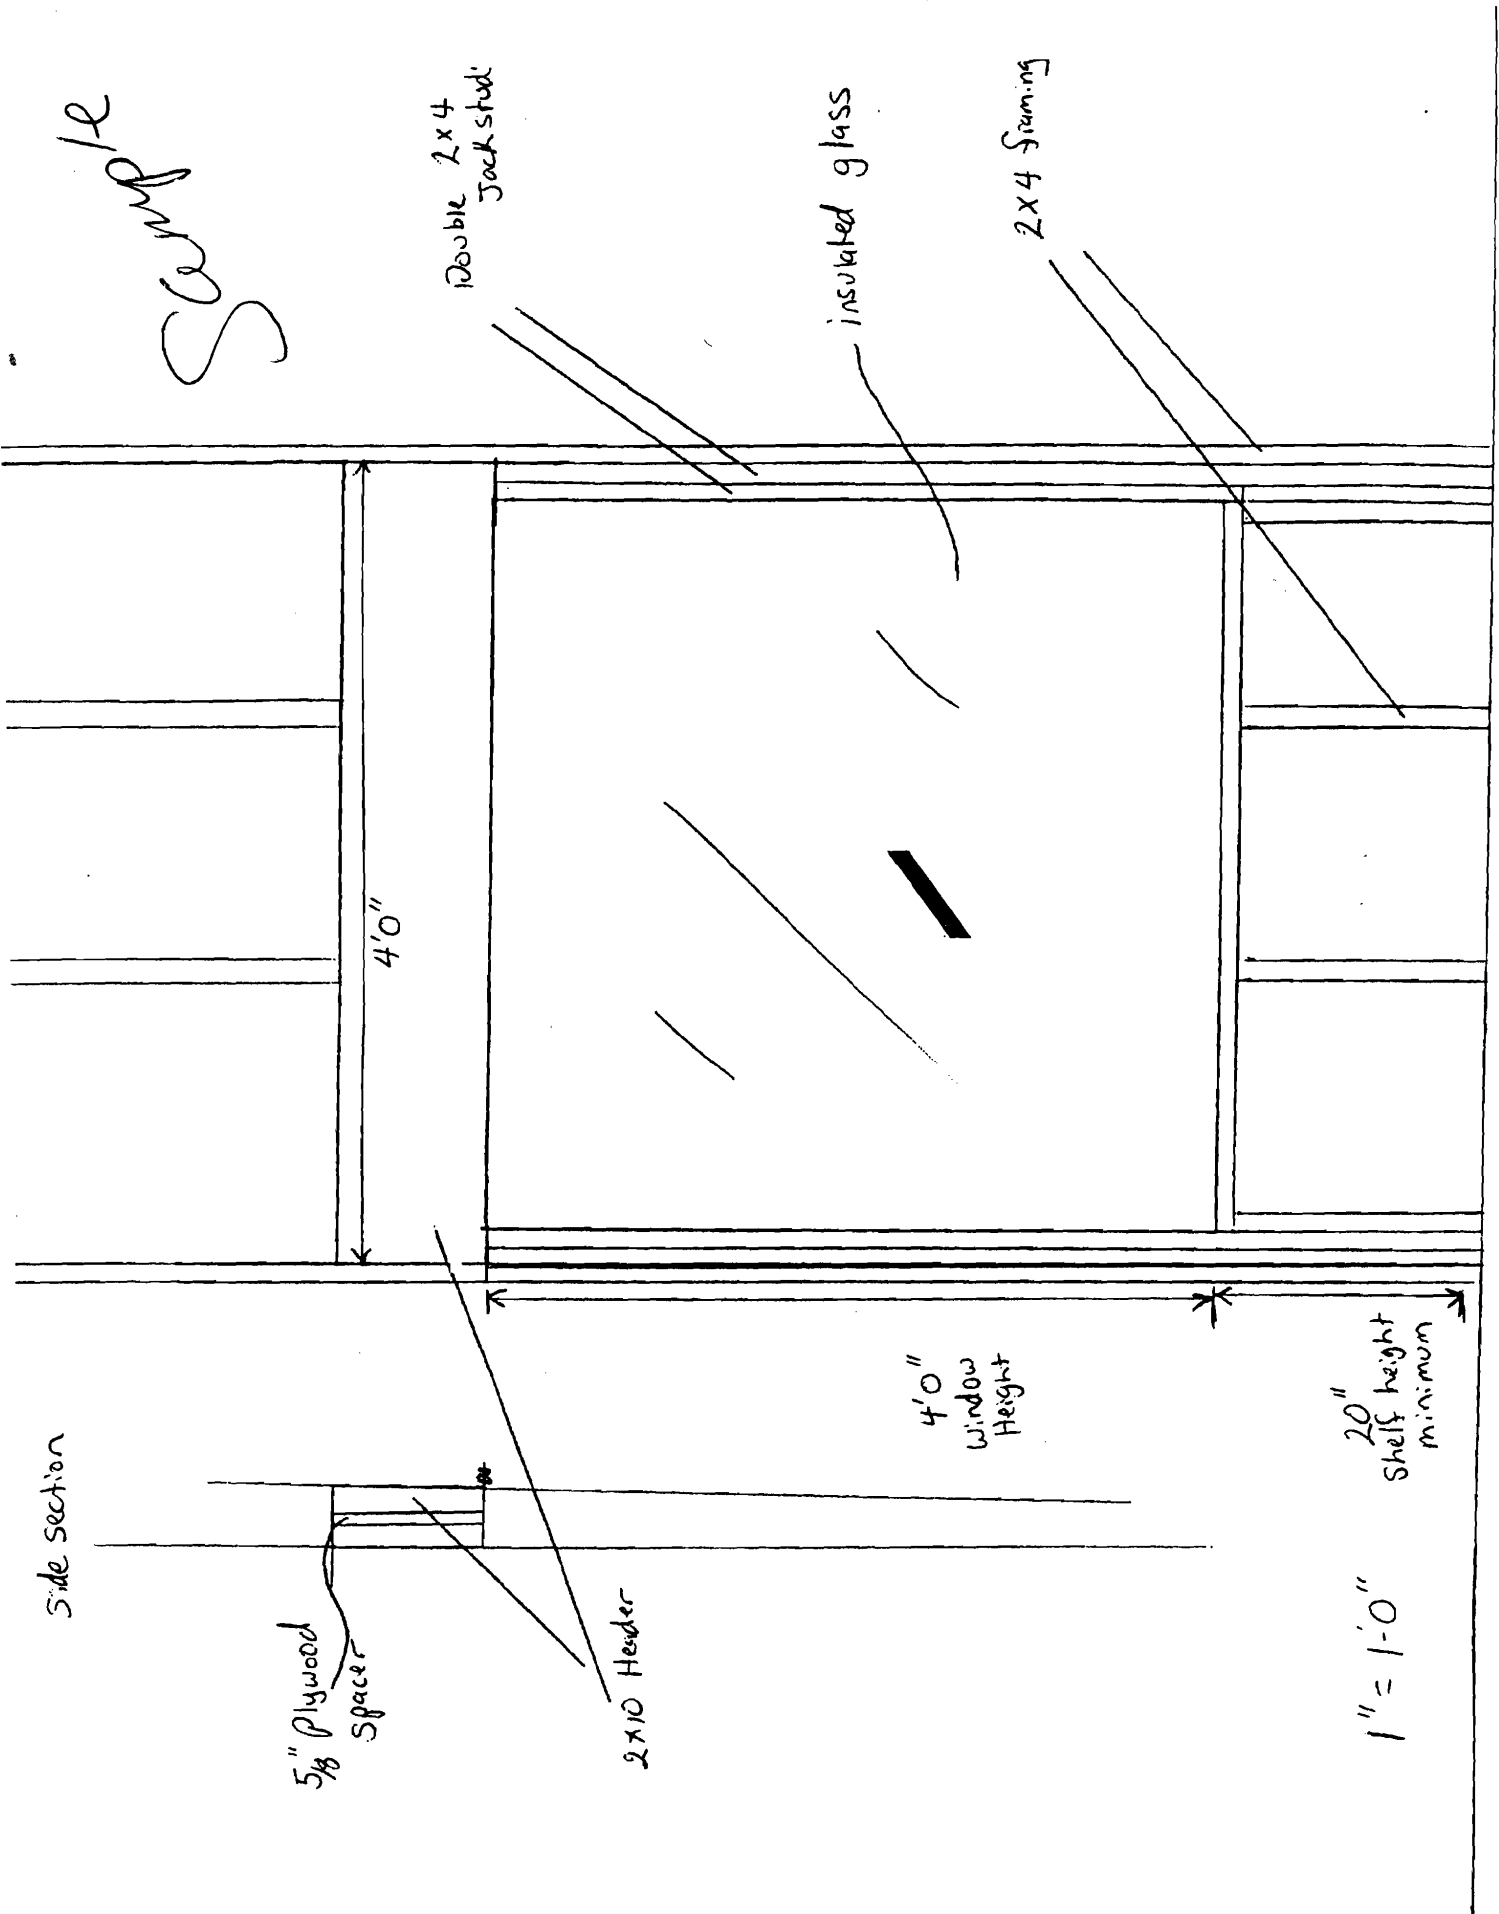 Sample
Side section
Double 2x4
Jack stud
5/8" Plywood
Spacer
4'0"
2x10 Header
insulated glass
4'0"
Window
Height
2x4 framing
20"
Shelf height
minimum
1" = 1'-0"